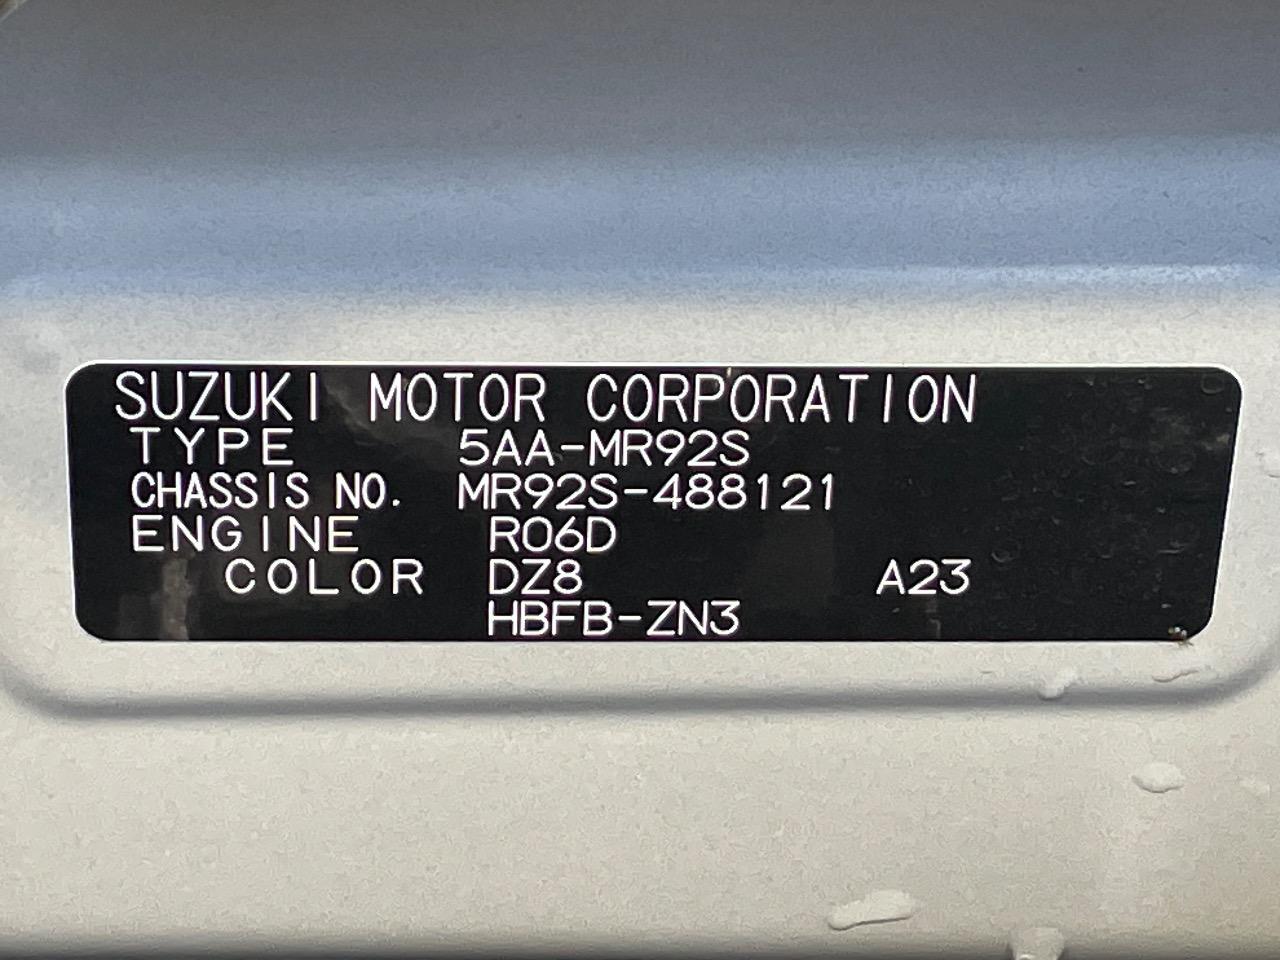 SUZUKI MOTOR CORPORATION
TYPE 5AA-MR92S
CHASSIS NO. MR92S-488121
ENGINE R06D
COLOR DZ8 A23
HBFB-ZN3